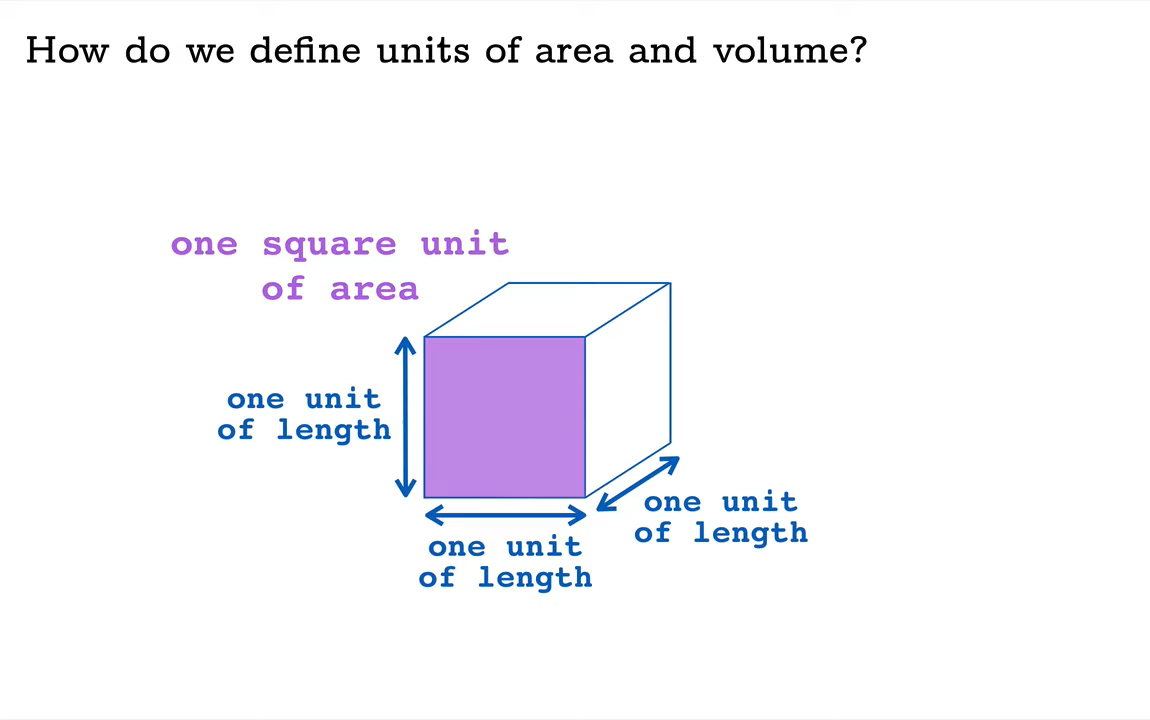 How do we define units of area and volume?
one square unit
of area
one unit
of length
one unit
of length
one unit
of length